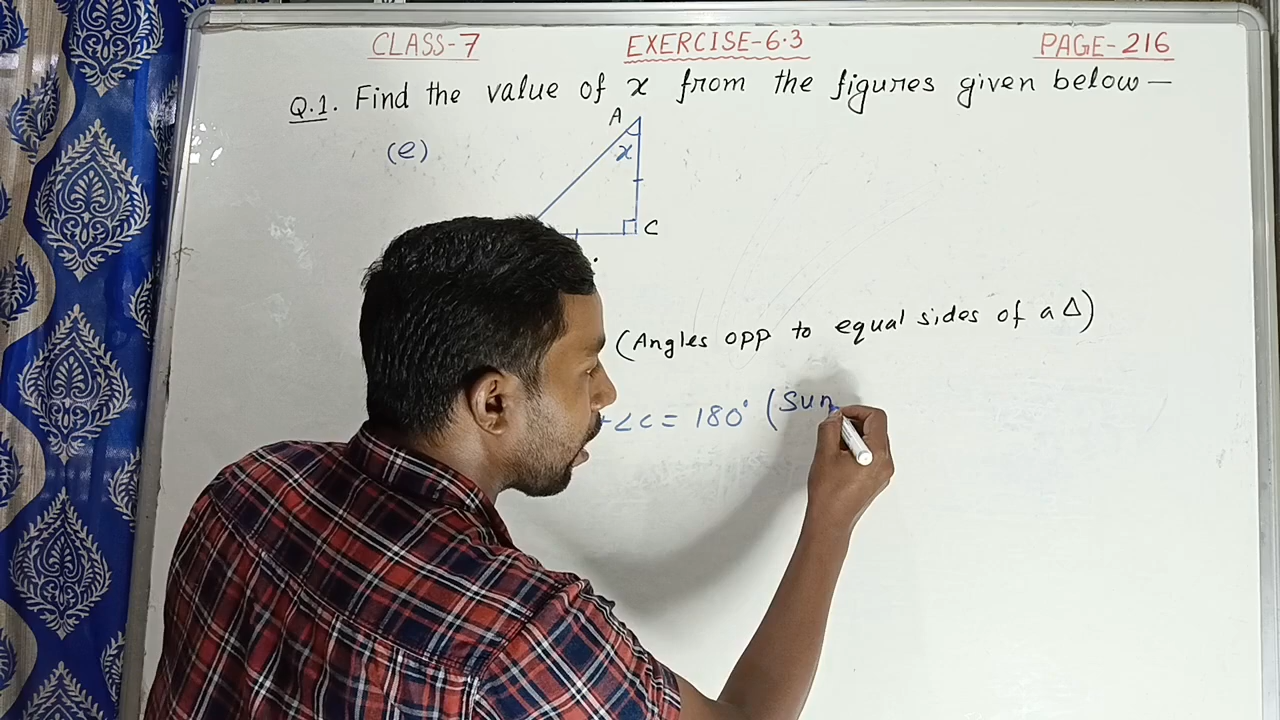 CLASS-7 EXERCISE-6.3 PAGE-216
Q.1. Find the value of x from the figures given below—
A
(e)
x
C
(Angles opp to equal sides of a Δ)
+∠C = 180° (Sum